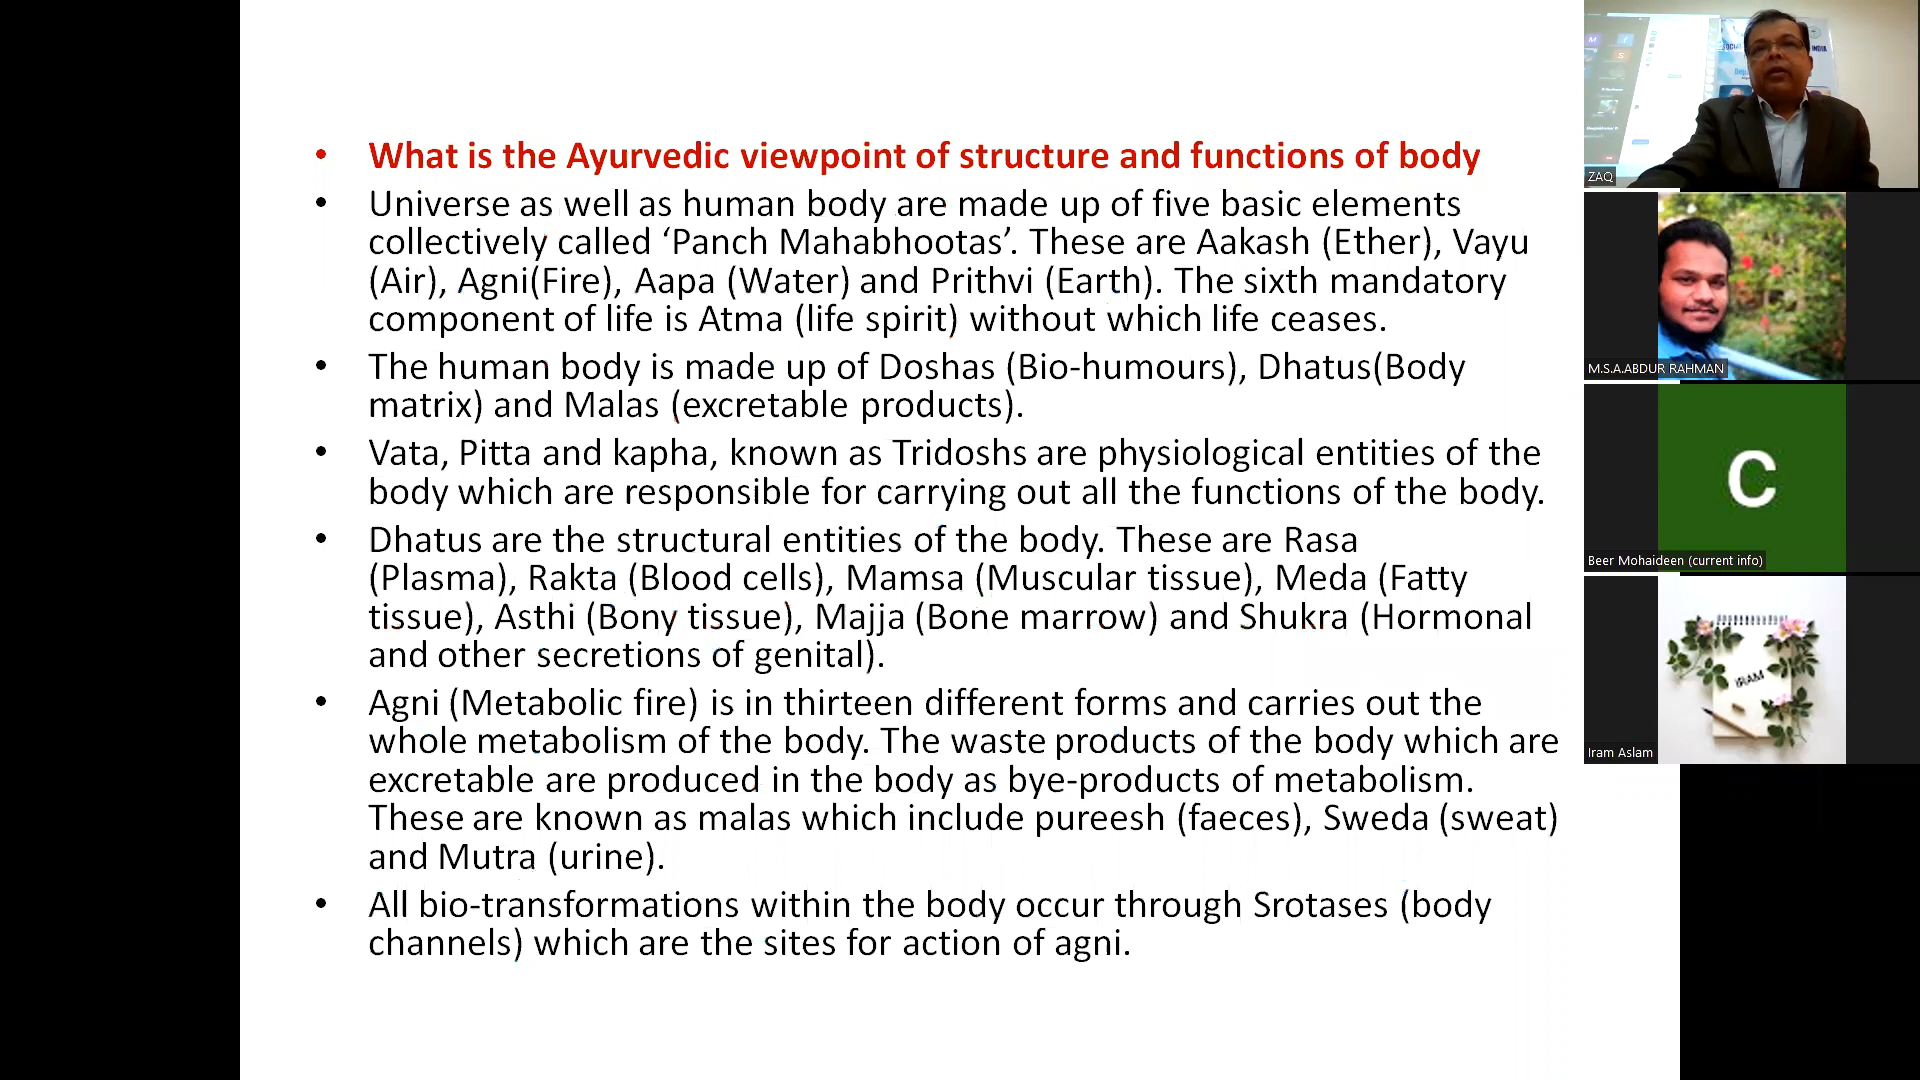 • What is the Ayurvedic viewpoint of structure and functions of body
• Universe as well as human body are made up of five basic elements
collectively called ‘Panch Mahabhootas’. These are Aakash (Ether), Vayu
(Air), Agni(Fire), Aapa (Water) and Prithvi (Earth). The sixth mandatory
component of life is Atma (life spirit) without which life ceases.
• The human body is made up of Doshas (Bio-humours), Dhatus(Body
matrix) and Malas (excretable products).
• Vata, Pitta and kapha, known as Tridoshs are physiological entities of the
body which are responsible for carrying out all the functions of the body.
• Dhatus are the structural entities of the body. These are Rasa
(Plasma), Rakta (Blood cells), Mamsa (Muscular tissue), Meda (Fatty
tissue), Asthi (Bony tissue), Majja (Bone marrow) and Shukra (Hormonal
and other secretions of genital).
• Agni (Metabolic fire) is in thirteen different forms and carries out the
whole metabolism of the body. The waste products of the body which are
excretable are produced in the body as bye-products of metabolism.
These are known as malas which include pureesh (faeces), Sweda (sweat)
and Mutra (urine).
• All bio-transformations within the body occur through Srotases (body
channels) which are the sites for action of agni.
INDIA
ZAQ
M.S.A.ABDUR RAHMAN
C
Beer Mohaideen (current info)
IRAM
Iram Aslam